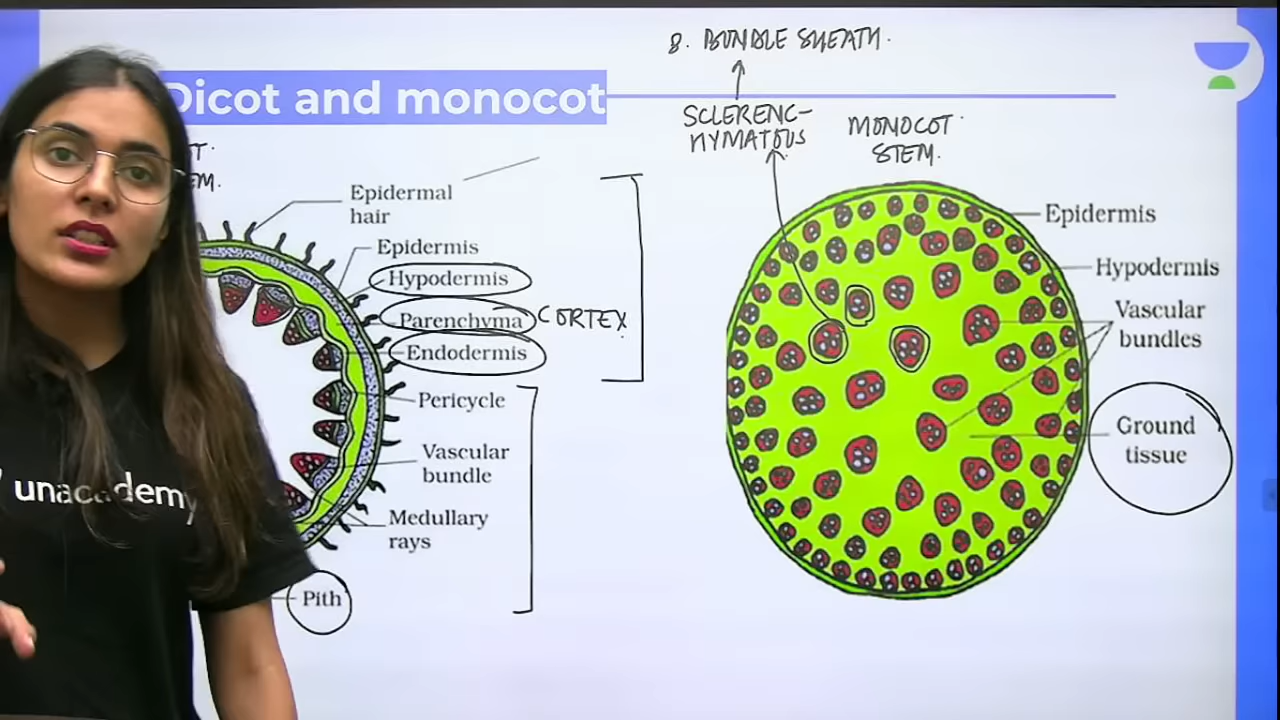 8. BUNDLE SHEATH.
Dicot and monocot
SCLERENC-
HYMATOUS
MONOCOT
STEM.
T.
EM.
Epidermal
hair
Epidermis
Hypodermis
Parenchyma
CORTEX
Endodermis
Pericycle
Vascular
bundle
Medullary
rays
Pith
Epidermis
Hypodermis
Vascular
bundles
Ground
tissue
unacademy